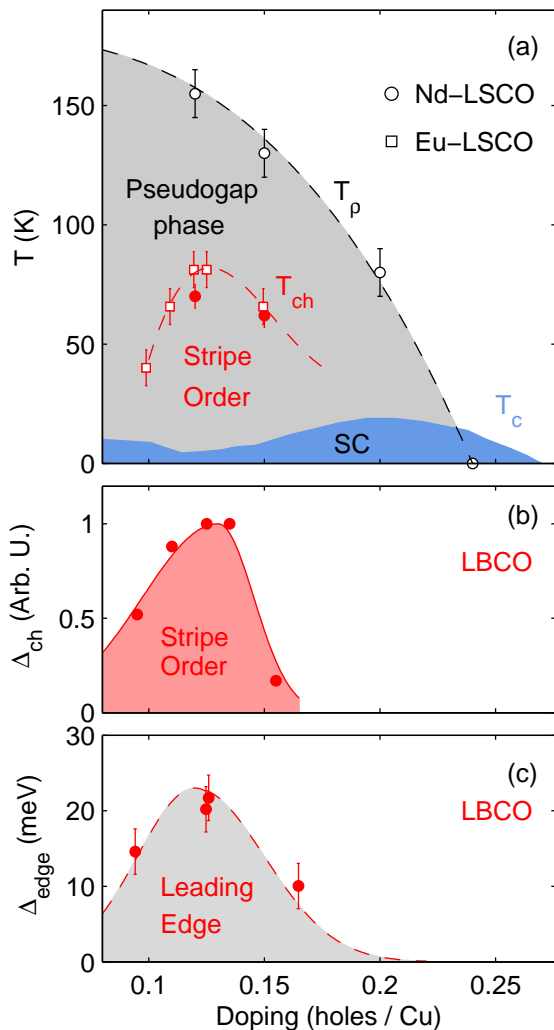 (a)
Nd−LSCO
Eu−LSCO
150
100
50
0
T (K)
Pseudogap
phase
Tρ
Tch
Stripe
Order
Tc
SC
(b)
LBCO
1
0.5
0
Δch (Arb. U.)
Stripe
Order
(c)
LBCO
30
20
10
0
Δedge (meV)
Leading
Edge
0.1 0.15 0.2 0.25
Doping (holes / Cu)